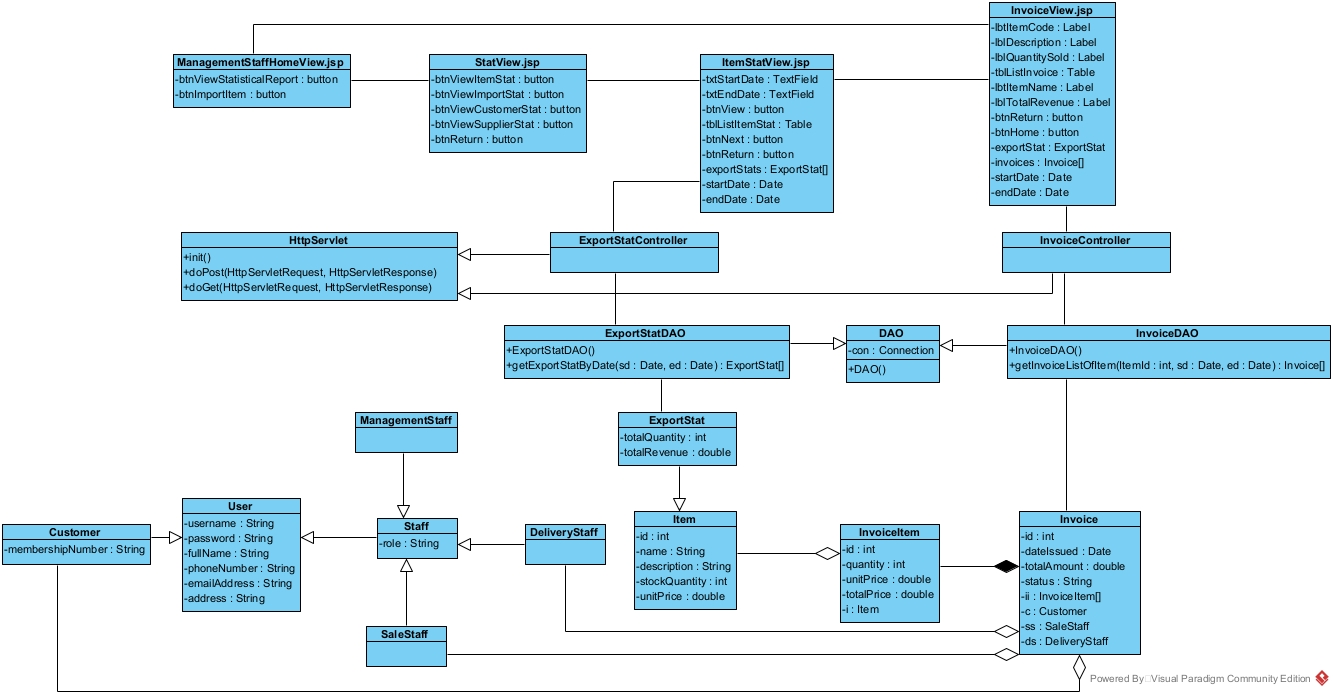 InvoiceView.jsp
-lbtItemCode : Label
-lblDescription : Label
-lblQuantitySold : Label
-tblListInvoice : Table
-lbtItemName : Label
-lblTotalRevenue : Label
-btnReturn : button
-btnHome : button
-exportStat : ExportStat
-invoices : Invoice[]
-startDate : Date
-endDate : Date
ManagementStaffHomeView.jsp
-btnViewStatisticalReport : button
-btnImportItem : button
StatView.jsp
-btnViewItemStat : button
-btnViewImportStat : button
-btnViewCustomerStat : button
-btnViewSupplierStat : button
-btnReturn : button
ItemStatView.jsp
-txtStartDate : TextField
-txtEndDate : TextField
-btnView : button
-tblListItemStat : Table
-btnNext : button
-btnReturn : button
-exportStats : ExportStat[]
-startDate : Date
-endDate : Date
HttpServlet
+init()
+doPost(HttpServletRequest, HttpServletResponse)
+doGet(HttpServletRequest, HttpServletResponse)
ExportStatController
InvoiceController
ExportStatDAO
+ExportStatDAO()
+getExportStatByDate(sd : Date, ed : Date) : ExportStat[]
DAO
-con : Connection
+DAO()
InvoiceDAO
+InvoiceDAO()
+getInvoiceListOfItem(ItemId : int, sd : Date, ed : Date) : Invoice[]
ManagementStaff
ExportStat
-totalQuantity : int
-totalRevenue : double
Customer
-membershipNumber : String
User
-username : String
-password : String
-fullName : String
-phoneNumber : String
-emailAddress : String
-address : String
Staff
-role : String
DeliveryStaff
Item
-id : int
-name : String
-description : String
-stockQuantity : int
-unitPrice : double
InvoiceItem
-id : int
-quantity : int
-unitPrice : double
-totalPrice : double
-i : Item
Invoice
-id : int
-dateIssued : Date
-totalAmount : double
-status : String
-ii : InvoiceItem[]
-c : Customer
-ss : SaleStaff
-ds : DeliveryStaff
SaleStaff
Powered By Visual Paradigm Community Edition